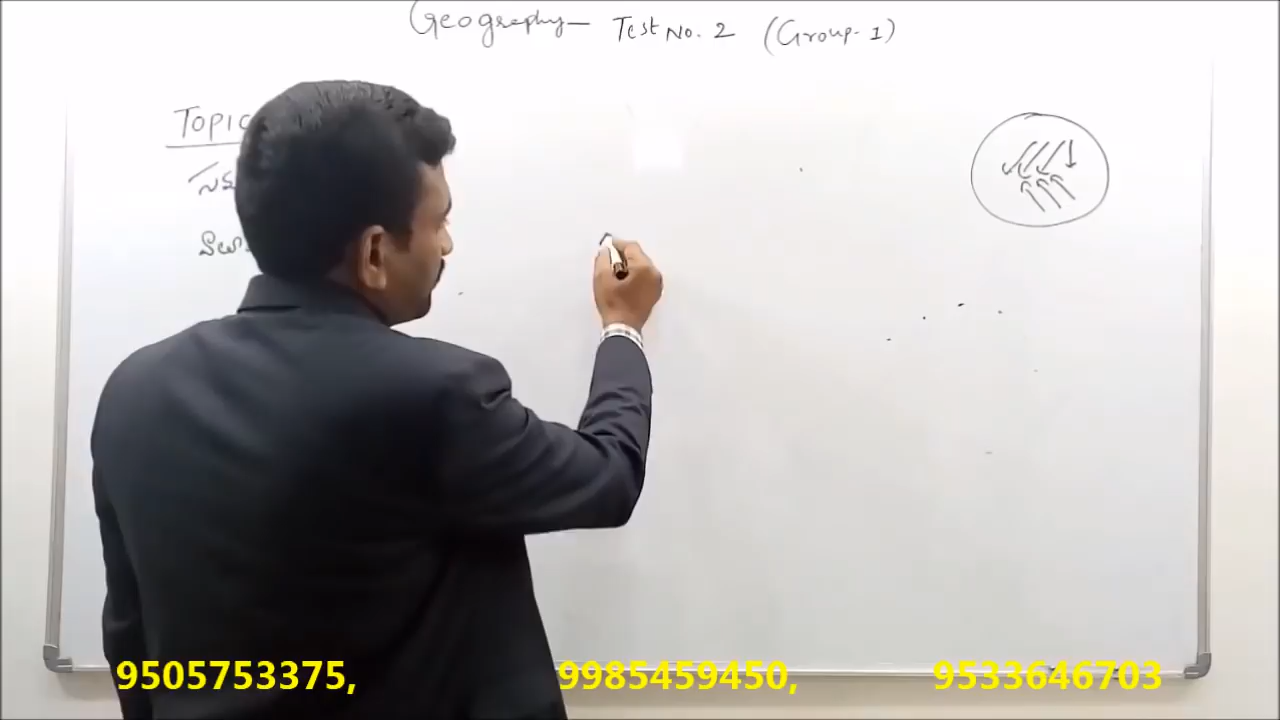 Geography— Test No. 2 (Group-1)
TOPIC
9505753375, 9985459450, 9533646703